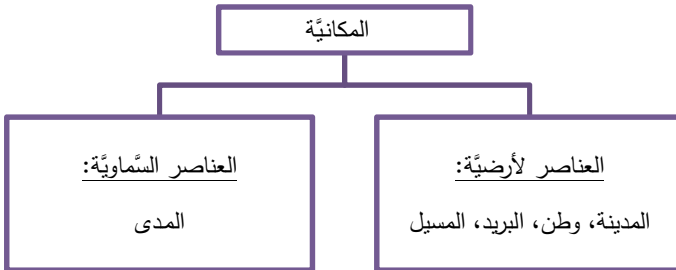 المكانيَّة
العناصر لأرضيَّة:
المدينة، وطن، البريد، المسيل
العناصر السَّماويَّة:
المدى